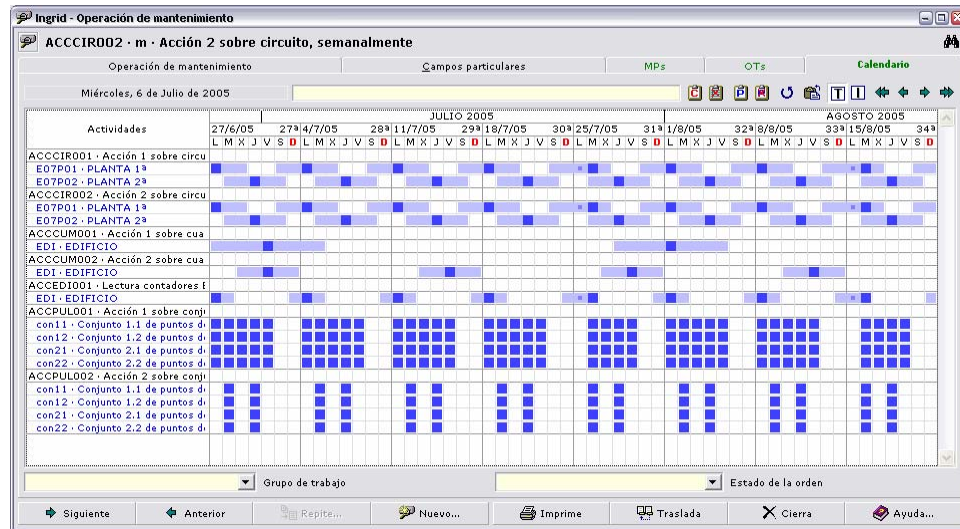 Ingrid - Operación de mantenimiento
ACCCIR002 · m · Acción 2 sobre circuito, semanalmente
Operación de mantenimiento Campos particulares MPs OTs Calendario
Miércoles, 6 de Julio de 2005
JULIO 2005 AGOSTO 2005
Actividades 27/6/05 27ª 4/7/05 28ª 11/7/05 29ª 18/7/05 30ª 25/7/05 31ª 1/8/05 32ª 8/8/05 33ª 15/8/05 34ª
L M X J V S D L M X J V S D L M X J V S D L M X J V S D L M X J V S D L M X J V S D L M X J V S D L M X J V S D
ACCCIR001 · Acción 1 sobre circu
E07P01 · PLANTA 1ª
E07P02 · PLANTA 2ª
ACCCIR002 · Acción 2 sobre circu
E07P01 · PLANTA 1ª
E07P02 · PLANTA 2ª
ACCCUM001 · Acción 1 sobre cua
EDI · EDIFICIO
ACCCUM002 · Acción 2 sobre cua
EDI · EDIFICIO
ACCEDI001 · Lectura contadores E
EDI · EDIFICIO
ACCPUL001 · Acción 1 sobre conj
con11 · Conjunto 1.1 de puntos d
con12 · Conjunto 1.2 de puntos d
con21 · Conjunto 2.1 de puntos d
con22 · Conjunto 2.2 de puntos d
ACCPUL002 · Acción 2 sobre conj
con11 · Conjunto 1.1 de puntos d
con12 · Conjunto 1.2 de puntos d
con21 · Conjunto 2.1 de puntos d
con22 · Conjunto 2.2 de puntos d
Grupo de trabajo Estado de la orden
Siguiente Anterior Repite... Nuevo... Imprime Traslada Cierra Ayuda...